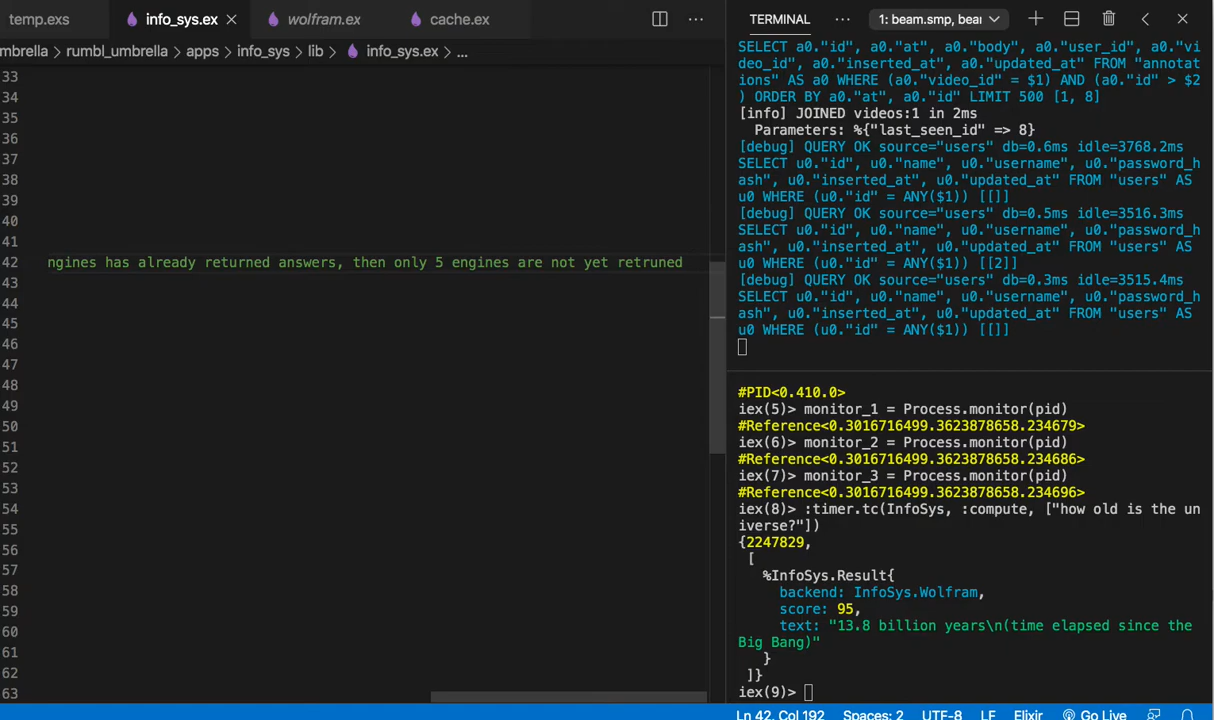 temp.exs info_sys.ex wolfram.ex cache.ex
mbrella > rumbl_umbrella > apps > info_sys > lib > info_sys.ex > ...
33
34
35
36
37
38
39
40
41
42 ngines has already returned answers, then only 5 engines are not yet retruned
43
44
45
46
47
48
49
50
51
52
53
54
55
56
57
58
59
60
61
62
63
TERMINAL ... 1: beam.smp, bea
SELECT a0."id", a0."at", a0."body", a0."user_id", a0."vi
deo_id", a0."inserted_at", a0."updated_at" FROM "annotat
ions" AS a0 WHERE (a0."video_id" = $1) AND (a0."id" > $2
) ORDER BY a0."at", a0."id" LIMIT 500 [1, 8]
[info] JOINED videos:1 in 2ms
Parameters: %{"last_seen_id" => 8}
[debug] QUERY OK source="users" db=0.6ms idle=3768.2ms
SELECT u0."id", u0."name", u0."username", u0."password_h
ash", u0."inserted_at", u0."updated_at" FROM "users" AS
u0 WHERE (u0."id" = ANY($1)) [[]]
[debug] QUERY OK source="users" db=0.5ms idle=3516.3ms
SELECT u0."id", u0."name", u0."username", u0."password_h
ash", u0."inserted_at", u0."updated_at" FROM "users" AS
u0 WHERE (u0."id" = ANY($1)) [[2]]
[debug] QUERY OK source="users" db=0.3ms idle=3515.4ms
SELECT u0."id", u0."name", u0."username", u0."password_h
ash", u0."inserted_at", u0."updated_at" FROM "users" AS
u0 WHERE (u0."id" = ANY($1)) [[]]
#PID<0.410.0>
iex(5)> monitor_1 = Process.monitor(pid)
#Reference<0.3016716499.3623878658.234679>
iex(6)> monitor_2 = Process.monitor(pid)
#Reference<0.3016716499.3623878658.234686>
iex(7)> monitor_3 = Process.monitor(pid)
#Reference<0.3016716499.3623878658.234696>
iex(8)> :timer.tc(InfoSys, :compute, ["how old is the un
iverse?"])
{2247829,
[
%InfoSys.Result{
backend: InfoSys.Wolfram,
score: 95,
text: "13.8 billion years\n(time elapsed since the
Big Bang)"
}
]}
iex(9)>
Ln 42, Col 192 Spaces: 2 UTF-8 LF Elixir Go Live